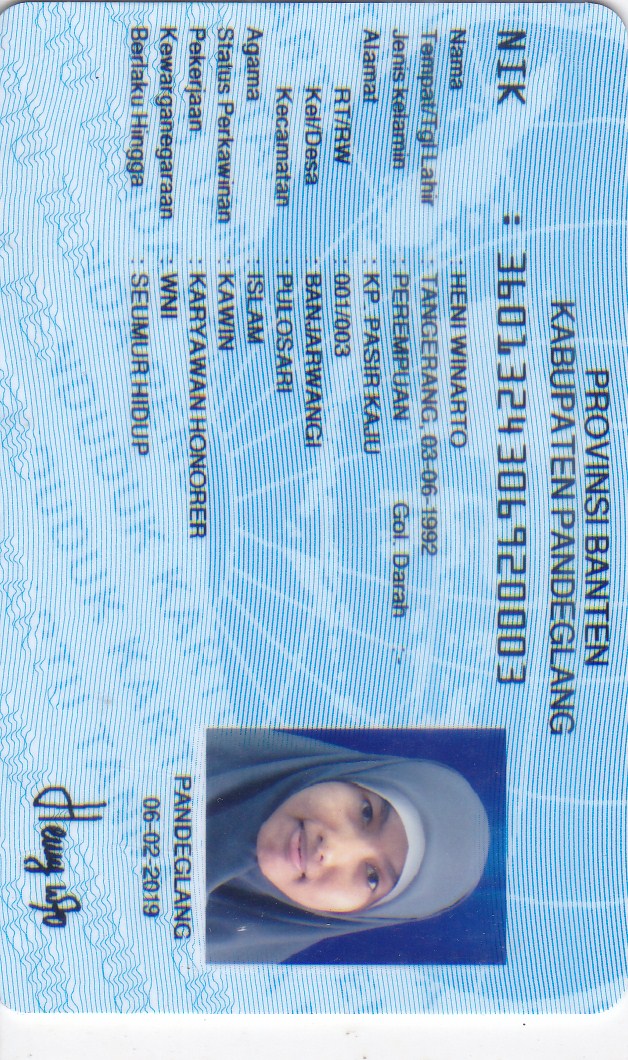 PROVINSI BANTEN
KABUPATEN PANDEGLANG
NIK : 3601324306920003
Nama : HENI WINARTO
Tempat/Tgl Lahir : TANGERANG, 03-06-1992
Jenis kelamin : PEREMPUAN Gol. Darah : -
Alamat : KP. PASIR KAJU
RT/RW : 001/003
Kel/Desa : BANJARWANGI
Kecamatan : PULOSARI
Agama : ISLAM
Status Perkawinan : KAWIN
Pekerjaan : KARYAWAN HONORER
Kewarganegaraan : WNI
Berlaku Hingga : SEUMUR HIDUP
PANDEGLANG
06-02-2019